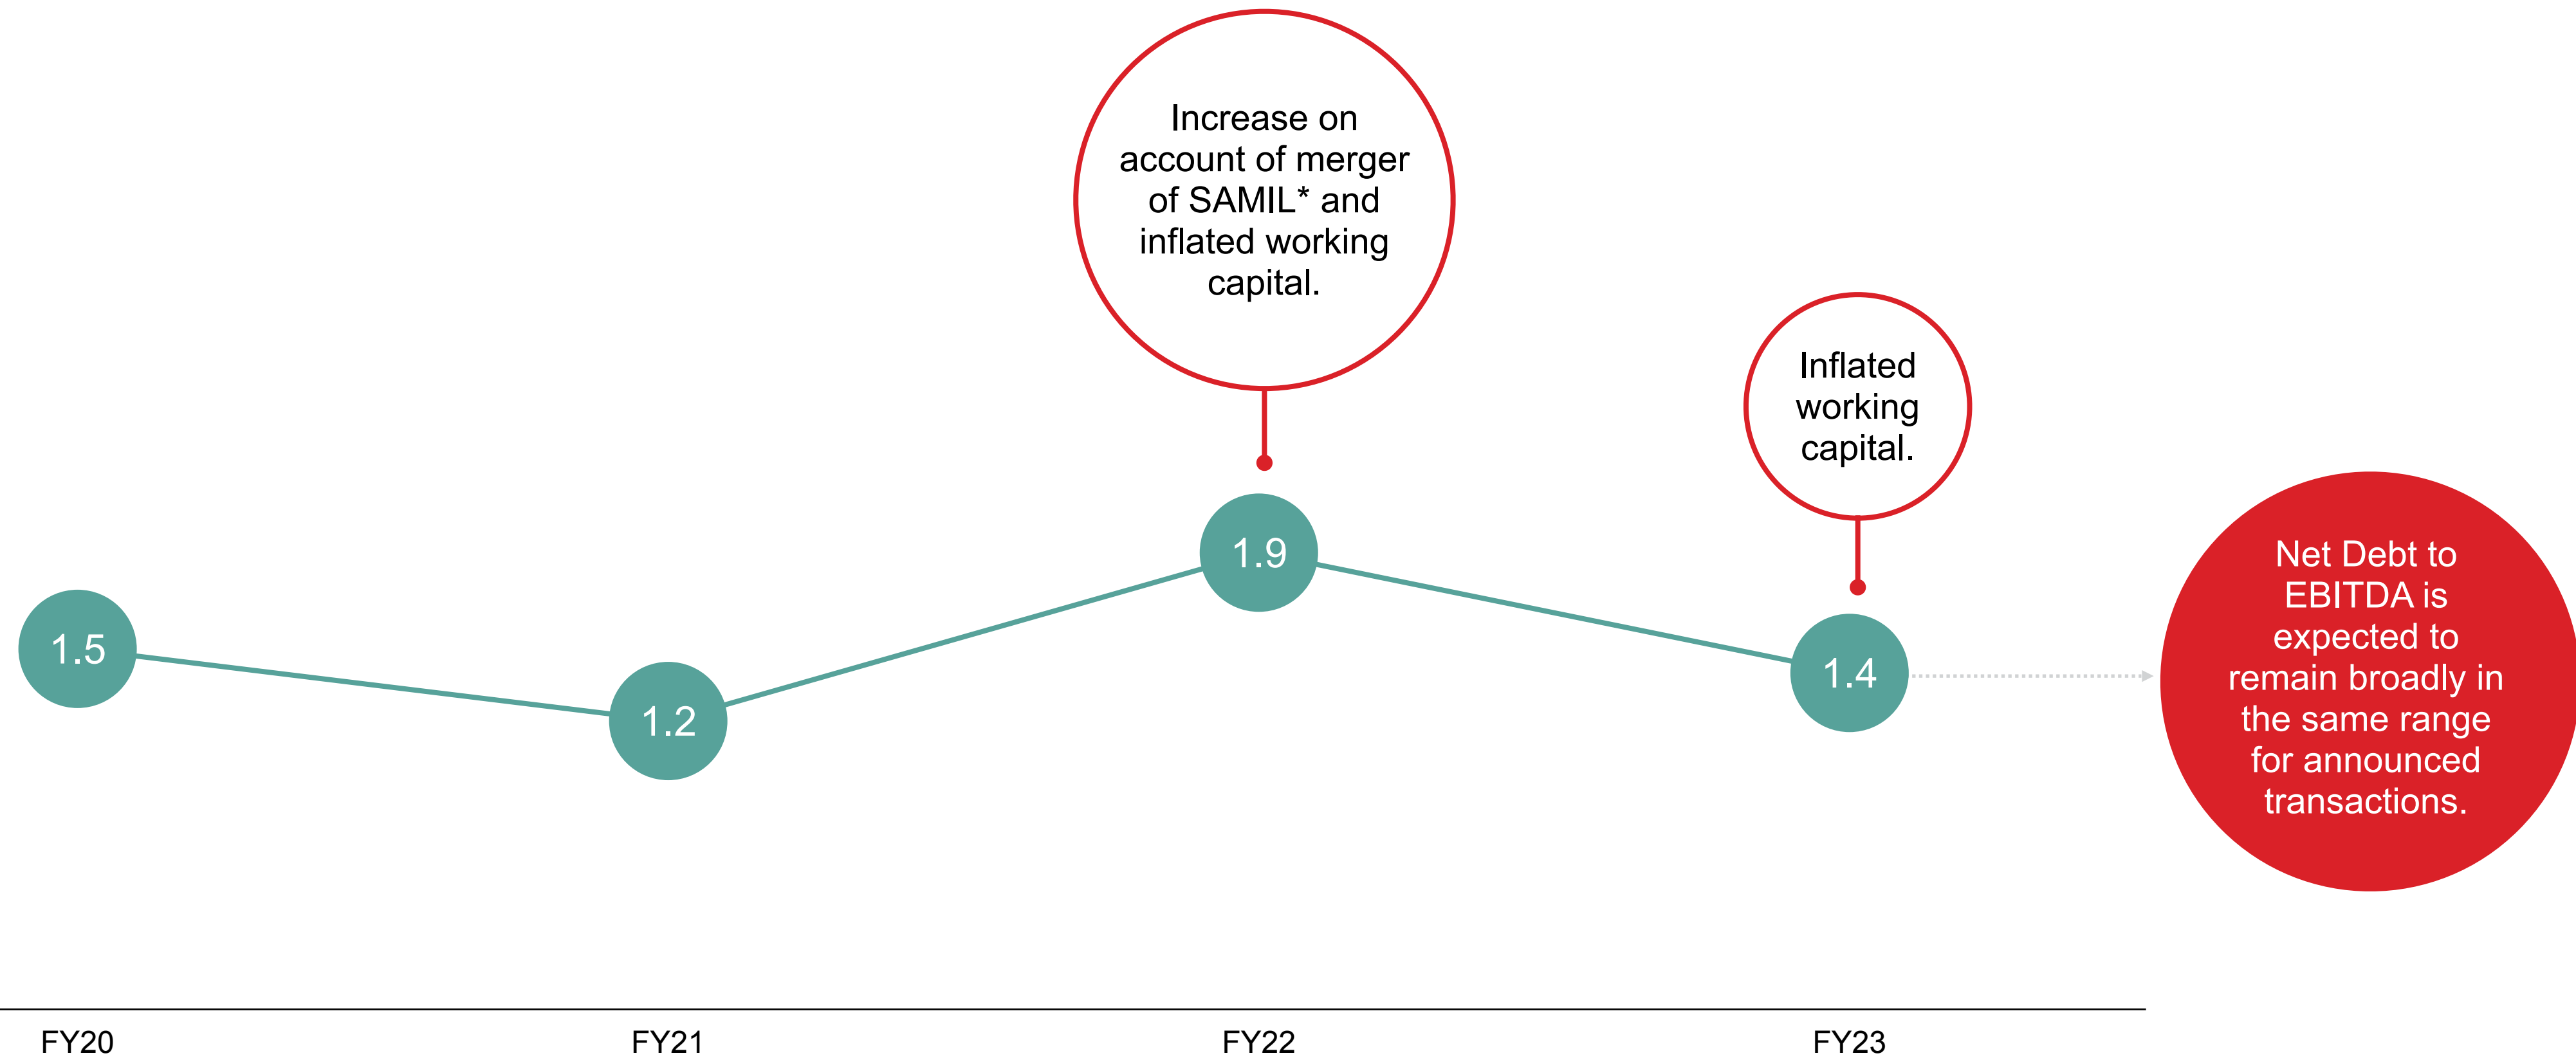 Increase on
account of merger
of SAMIL* and
inflated working
capital.
Inflated
working
capital.
1.5
1.2
1.9
1.4
Net Debt to
EBITDA is
expected to
remain broadly in
the same range
for announced
transactions.
FY20
FY21
FY22
FY23